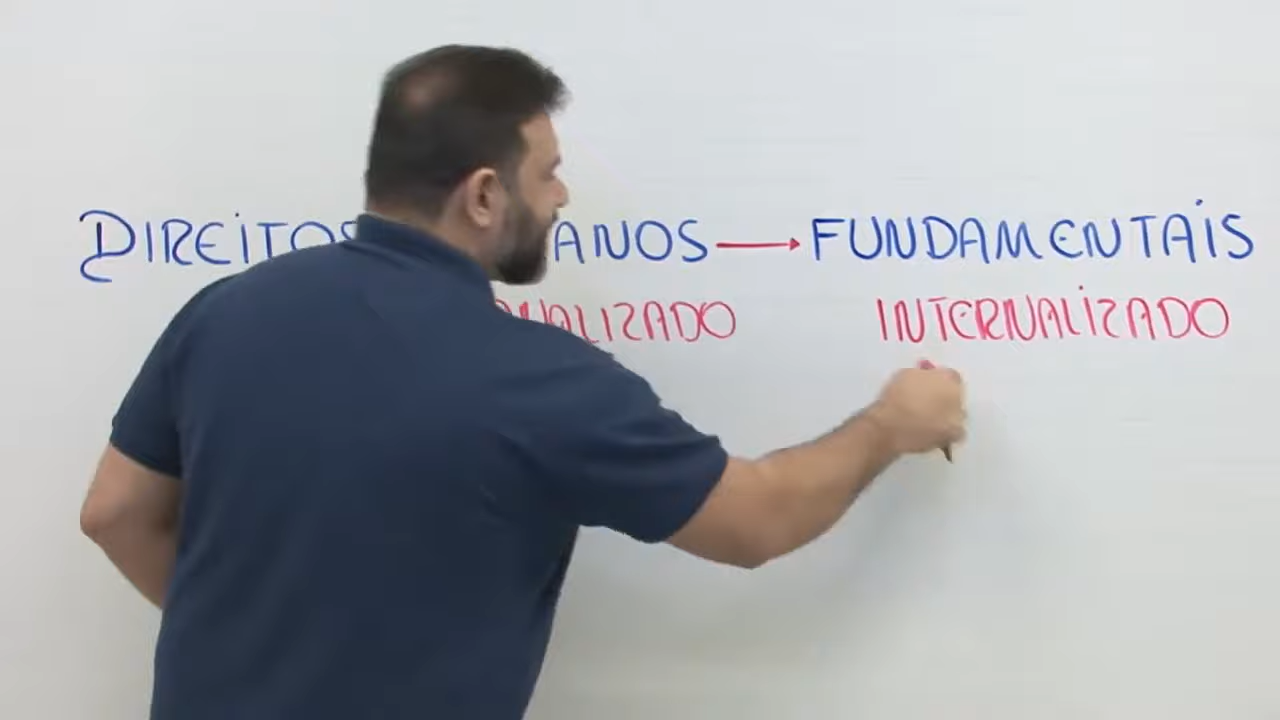 DIREITOS ANOS → FUNDAMENTAIS
NALIZADO INTERNALIZADO